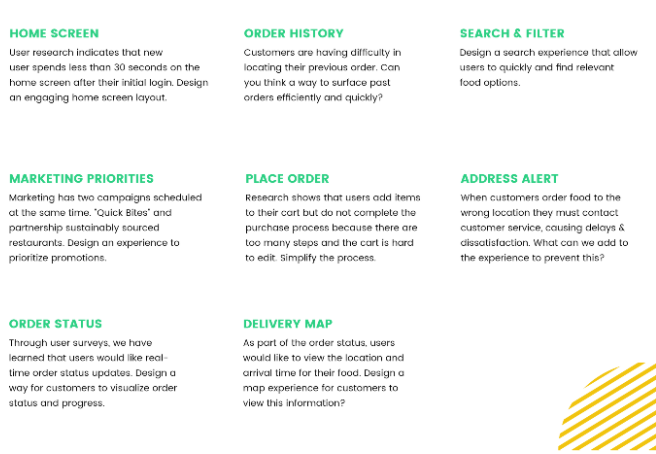 HOME SCREEN
User research indicates that new
user spends less than 30 seconds on the
home screen after their initial login. Design
an engaging home screen layout.
ORDER HISTORY
Customers are having difficulty in
locating their previous order. Can
you think a way to surface past
orders efficiently and quickly?
SEARCH & FILTER
Design a search experience that allow
users to quickly and find relevant
food options.
MARKETING PRIORITIES
Marketing has two campaigns scheduled
at the same time. "Quick Bites" and
partnership sustainably sourced
restaurants. Design an experience to
prioritize promotions.
PLACE ORDER
Research shows that users add items
to their cart but do not complete the
purchase process because there are
too many steps and the cart is hard
to edit. Simplify the process.
ADDRESS ALERT
When customers order food to the
wrong location they must contact
customer service, causing delays &
dissatisfaction. What can we add to
the experience to prevent this?
ORDER STATUS
Through user surveys, we have
learned that users would like real-
time order status updates. Design a
way for customers to visualize order
status and progress.
DELIVERY MAP
As part of the order status, users
would like to view the location and
arrival time for their food. Design a
map experience for customers to
view this information?